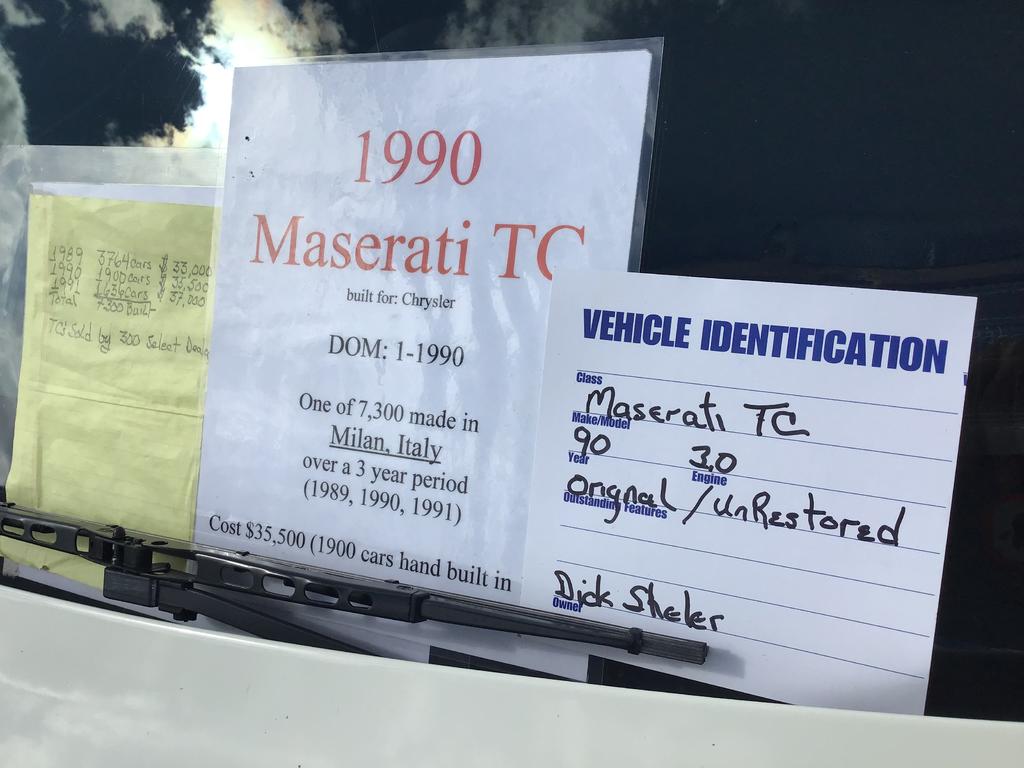 1989 3764 cars 33,000
1990 1900 cars 35,500
1991 1636 cars 37,000
Total 7300 Built
TC: Sold by 300 Select
1990
Maserati TC
built for: Chrysler
DOM: 1-1990
One of 7,300 made in
Milan, Italy
over a 3 year period
(1989, 1990, 1991)
Cost $35,500 (1900 cars hand built in
VEHICLE IDENTIFICATION
Class
Maserati TC
Make/Model
90 3.0
Year Engine
Orignal / UnRestored
Outstanding Features
Dick Sheler
Owner